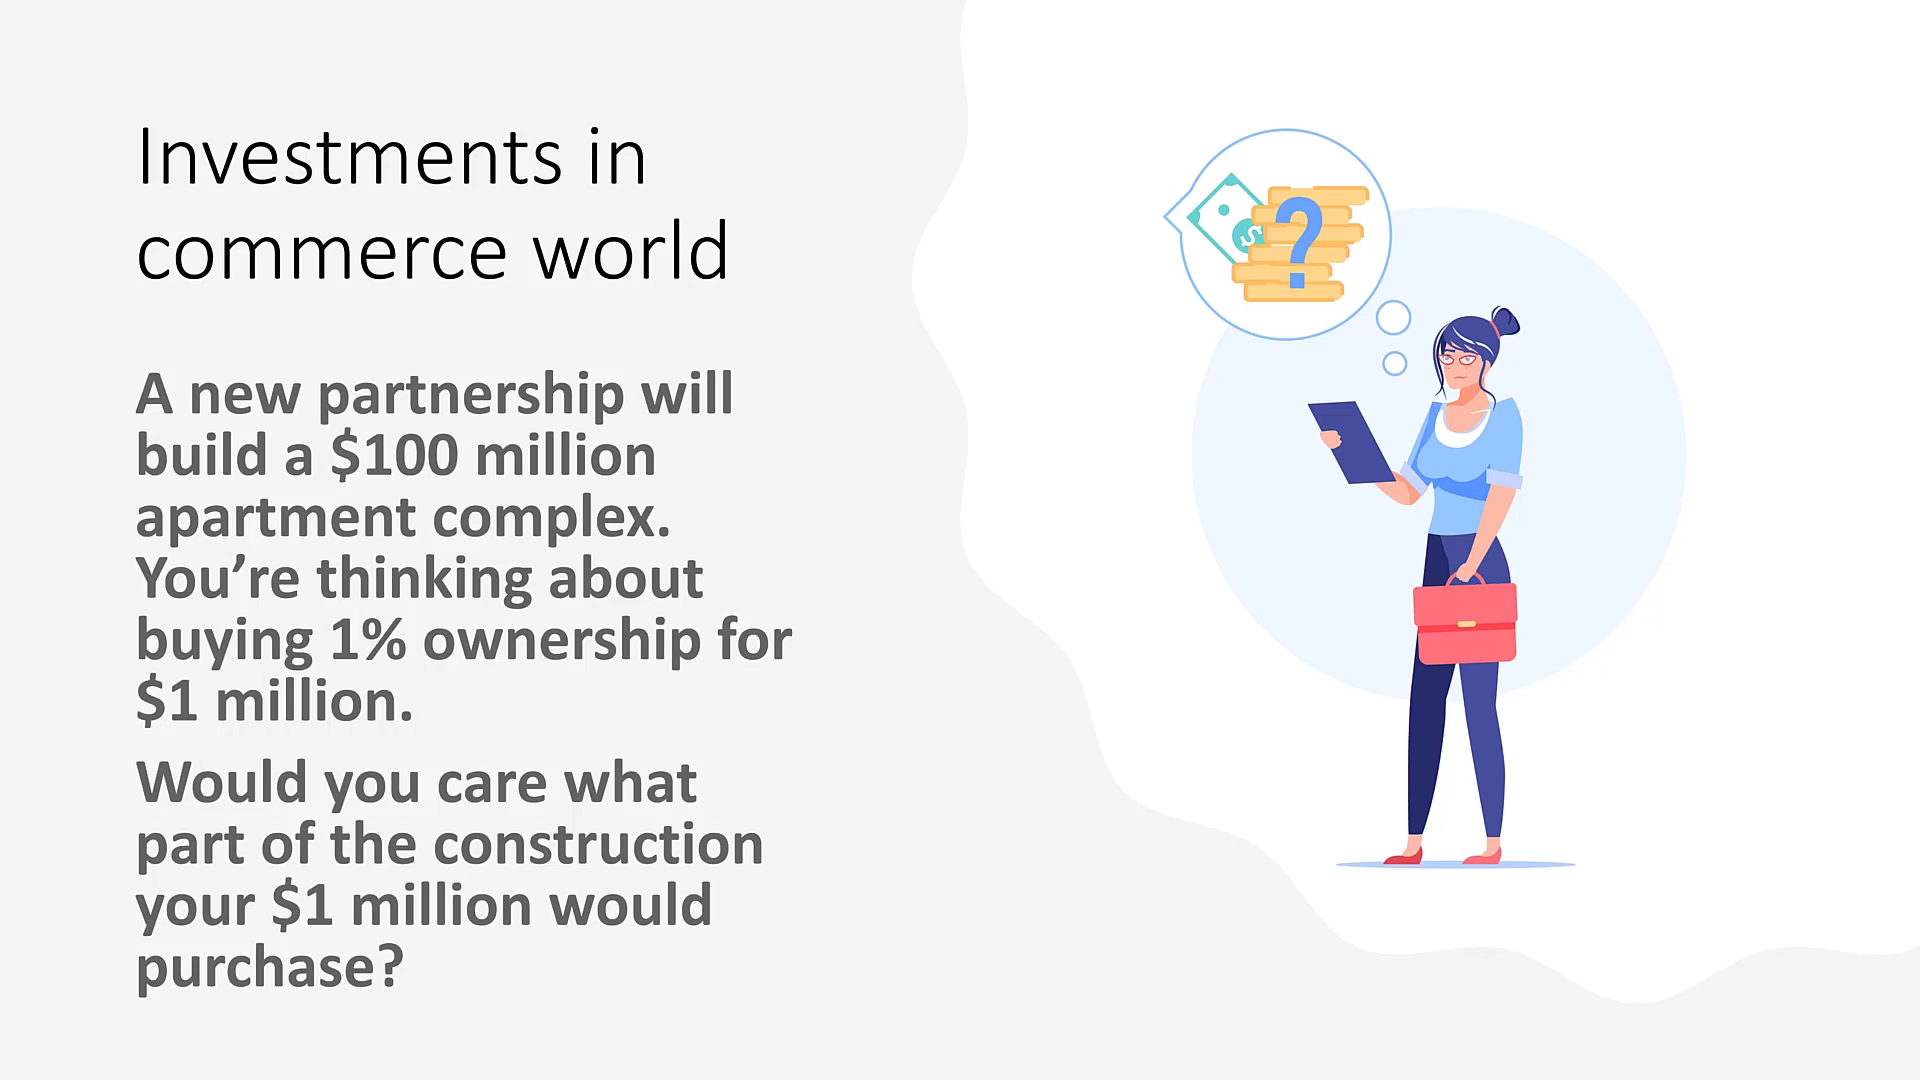 Investments in
commerce world
A new partnership will
build a $100 million
apartment complex.
You’re thinking about
buying 1% ownership for
$1 million.
Would you care what
part of the construction
your $1 million would
purchase?
$
?